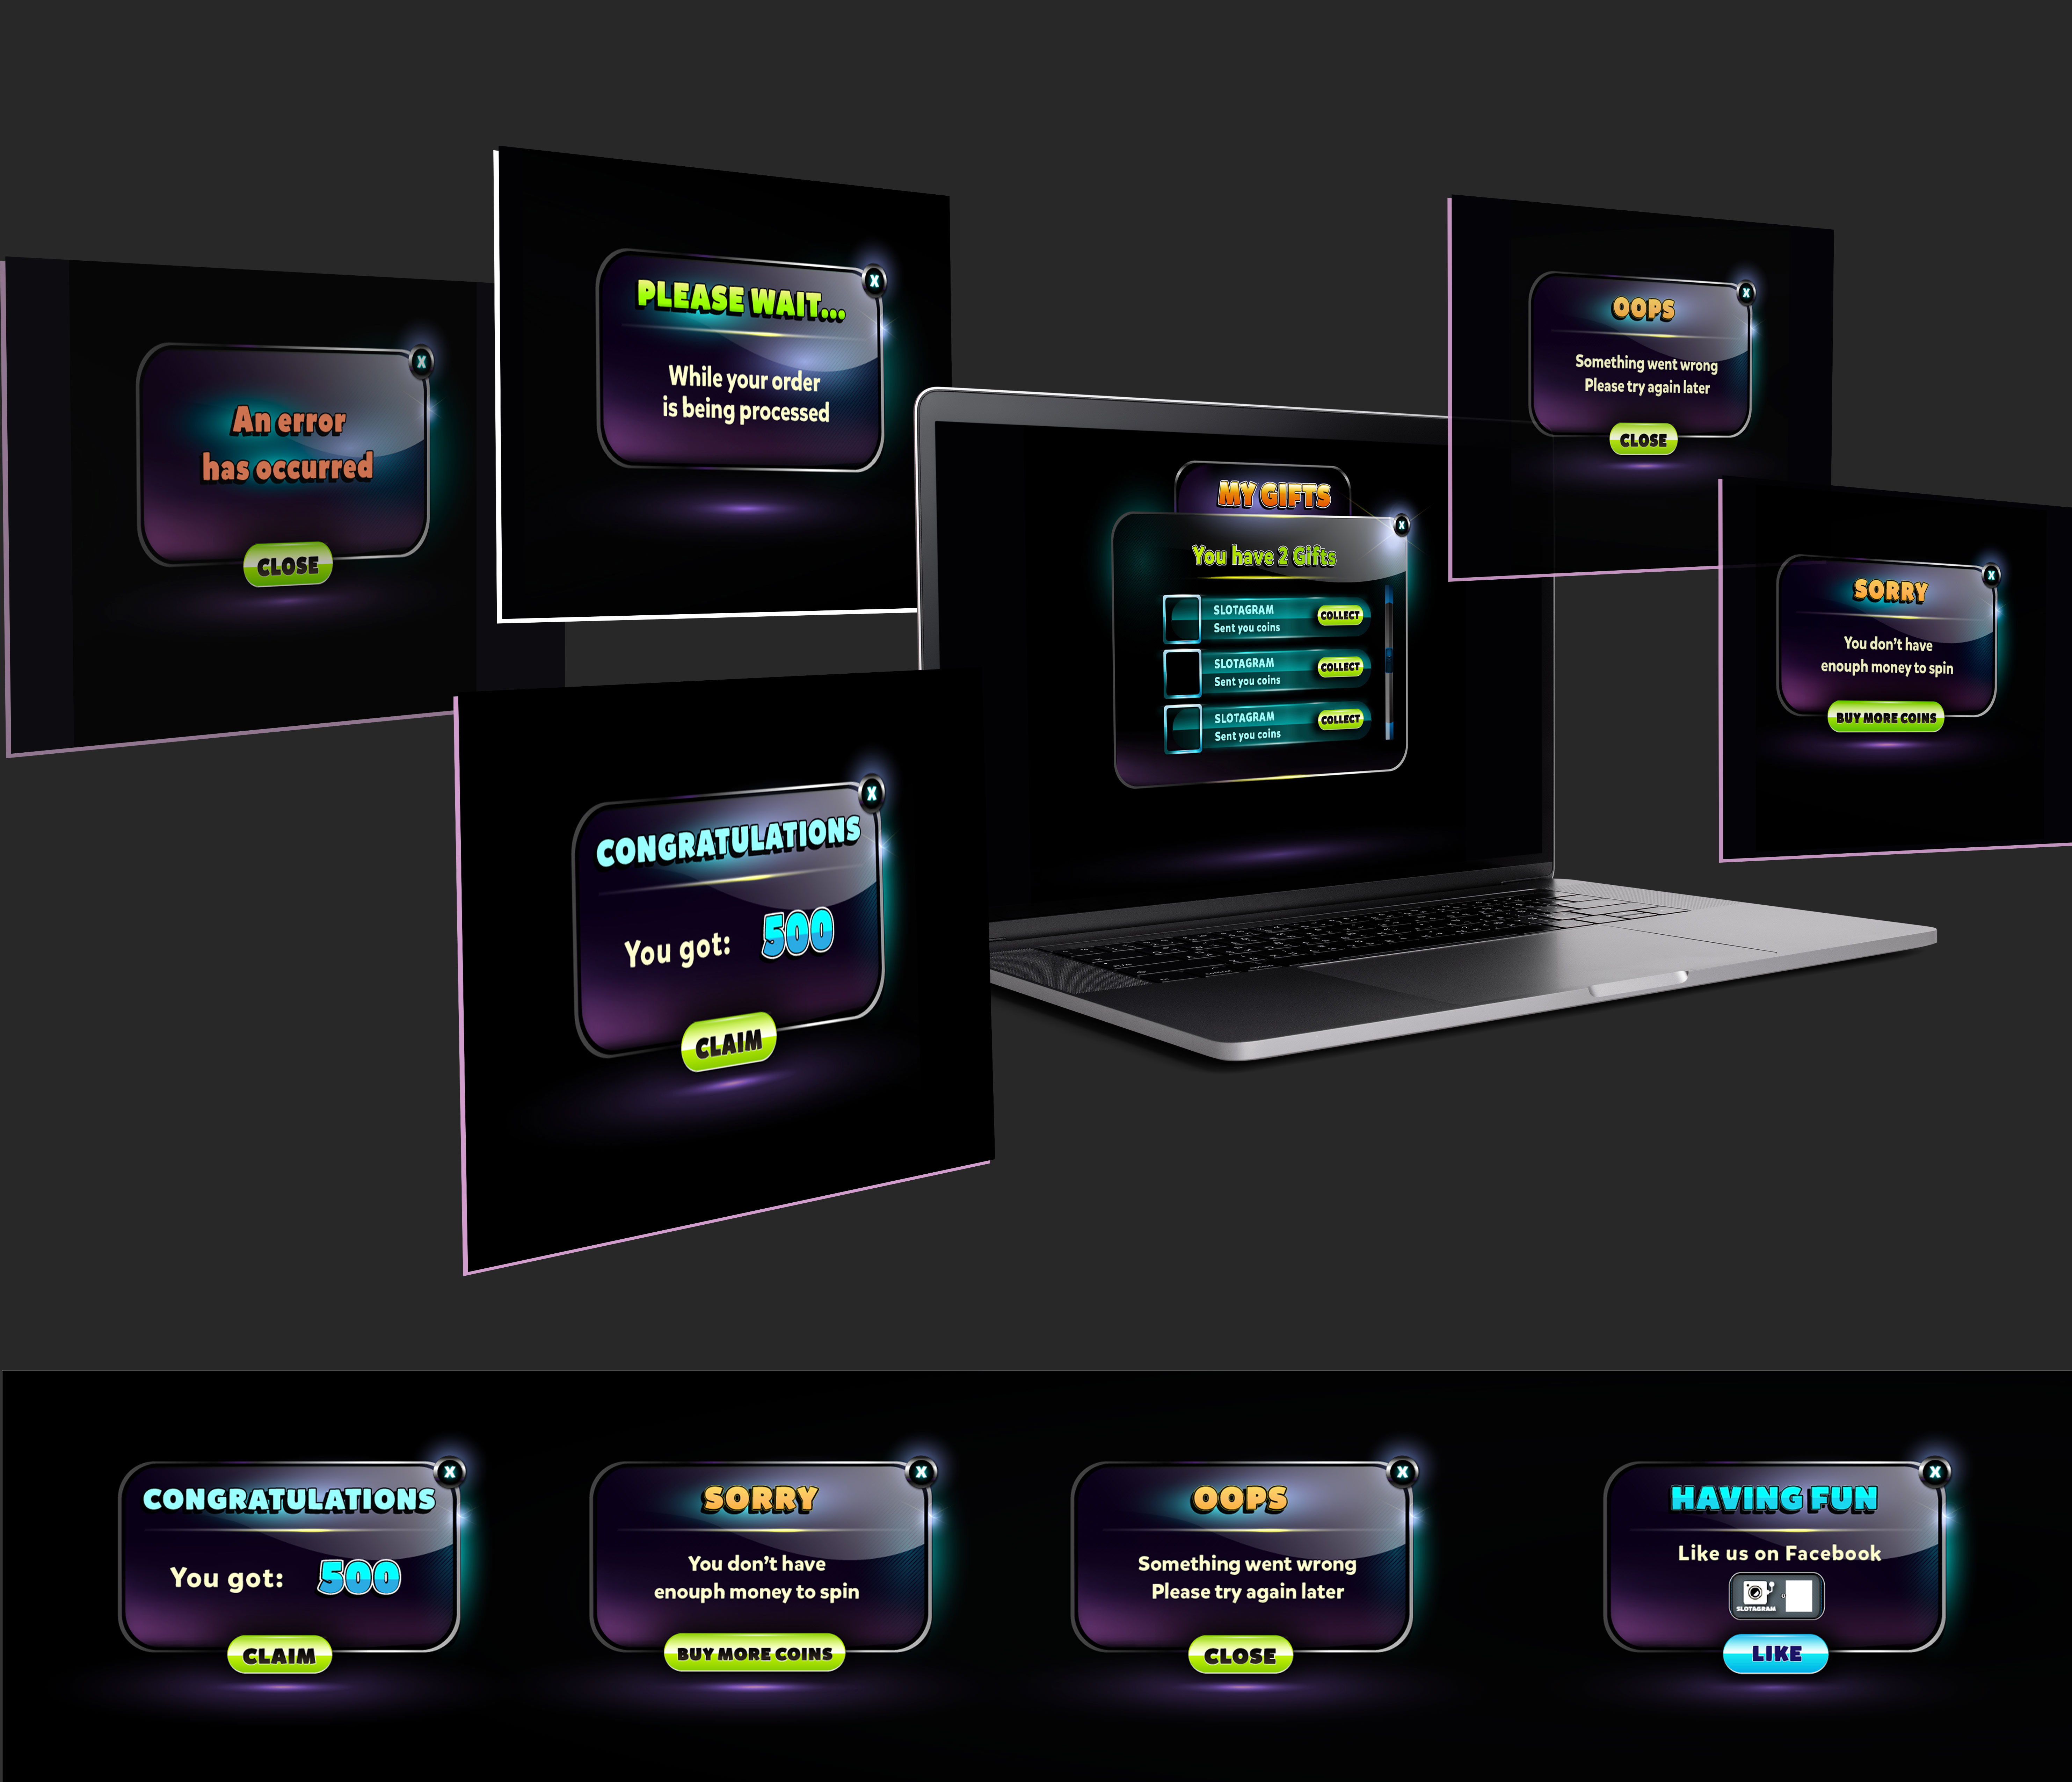 An error
has occurred
X
CLOSE
PLEASE WAIT...
X
While your order
is being processed
MY GIFTS
X
You have 2 Gifts
SLOTAGRAM
Sent you coins
COLLECT
SLOTAGRAM
Sent you coins
COLLECT
SLOTAGRAM
Sent you coins
COLLECT
OOPS
X
Something went wrong
Please try again later
CLOSE
SORRY
X
You don't have
enouph money to spin
BUY MORE COINS
CONGRATULATIONS
X
You got: 500
CLAIM
CONGRATULATIONS
X
You got: 500
CLAIM
SORRY
X
You don't have
enouph money to spin
BUY MORE COINS
OOPS
X
Something went wrong
Please try again later
CLOSE
HAVING FUN
X
Like us on Facebook
SLOTAGRAM
LIKE